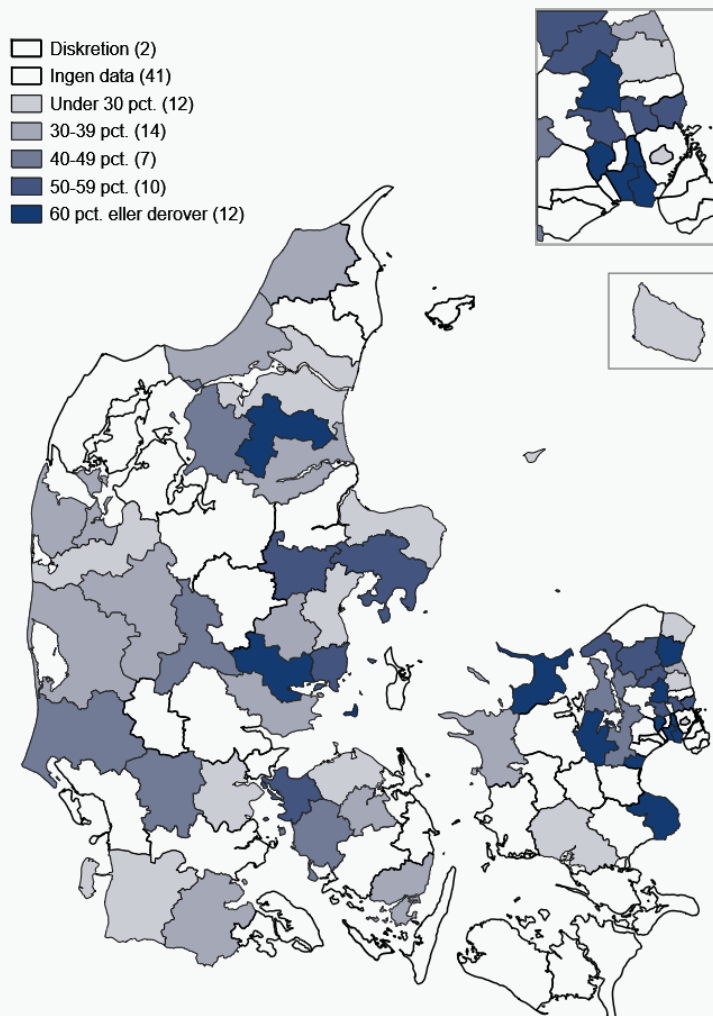 Diskretion (2)
Ingen data (41)
Under 30 pct. (12)
30-39 pct. (14)
40-49 pct. (7)
50-59 pct. (10)
60 pct. eller derover (12)